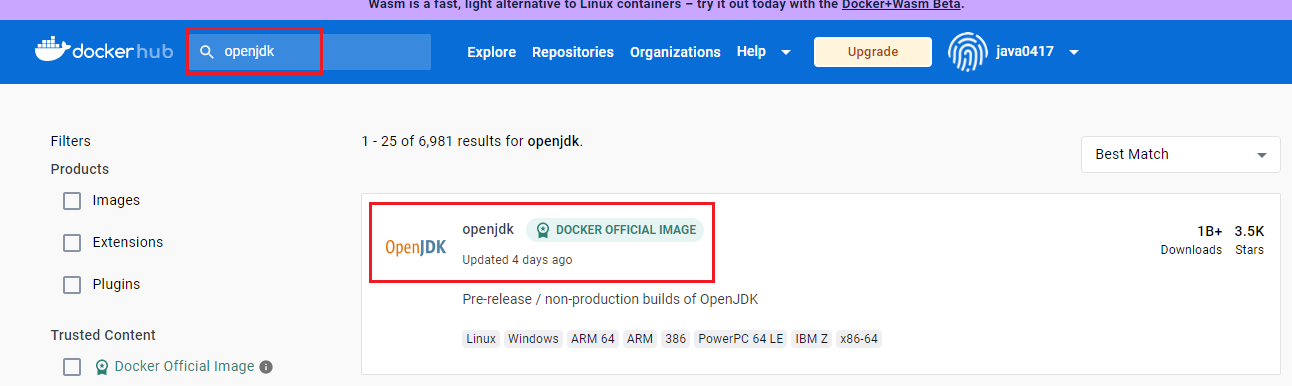 Wasm is a fast, light alternative to Linux containers – try it out today with the Docker+Wasm Beta.
docker hub openjdk Explore Repositories Organizations Help Upgrade java0417
Filters
1 - 25 of 6,981 results for openjdk.
Best Match
Products
Images
Extensions
Plugins
Trusted Content
Docker Official Image
OpenJDK
openjdk DOCKER OFFICIAL IMAGE
Updated 4 days ago
1B+ 3.5K
Downloads Stars
Pre-release / non-production builds of OpenJDK
Linux Windows ARM 64 ARM 386 PowerPC 64 LE IBM Z x86-64